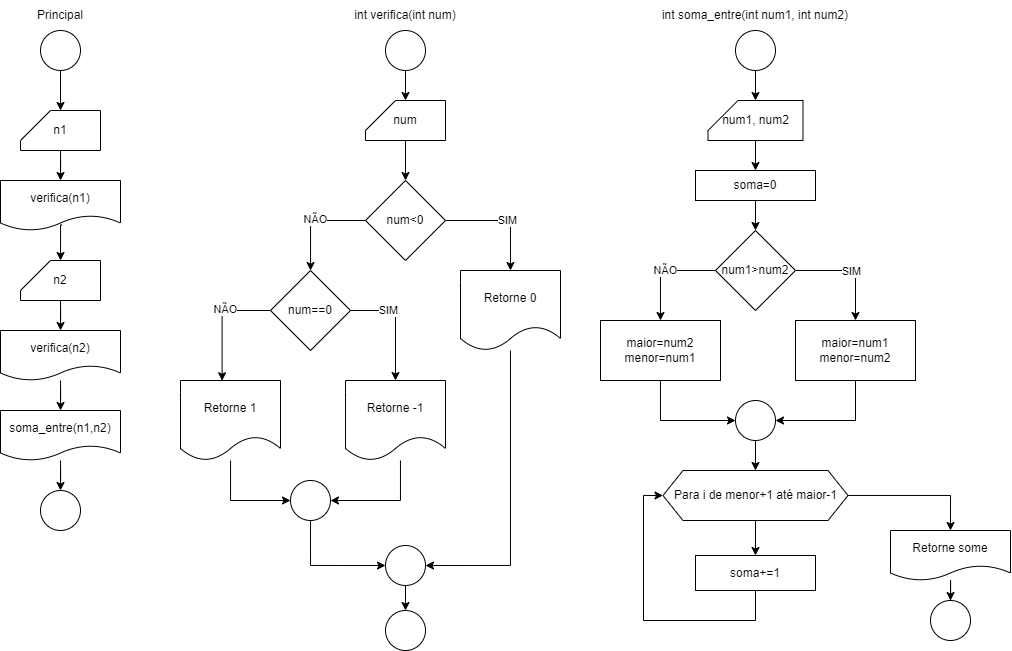 Principal
n1
verifica(n1)
n2
verifica(n2)
soma_entre(n1,n2)
int verifica(int num)
num
num<0
NÃO
SIM
num==0
Retorne 0
NÃO
SIM
Retorne 1
Retorne -1
int soma_entre(int num1, int num2)
num1, num2
soma=0
num1>num2
NÃO
SIM
maior=num2
menor=num1
maior=num1
menor=num2
Para i de menor+1 até maior-1
soma+=1
Retorne some